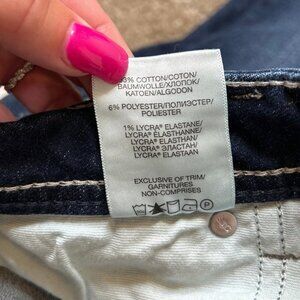 93% COTTON/COTON/
BAUMWOLLE/ХЛОПОК/
KATOEN/ALGODON
6% POLYESTER/ПОЛИЭСТЕР/
POLIESTER
1% LYCRA® ELASTANE/
LYCRA® ELASTHANNE/
LYCRA® ELASTHAN/
LYCRA® ЭЛАСТАН/
LYCRA® ELASTAAN
EXCLUSIVE OF TRIM/
GARNITURES
NON-COMPRISES
P